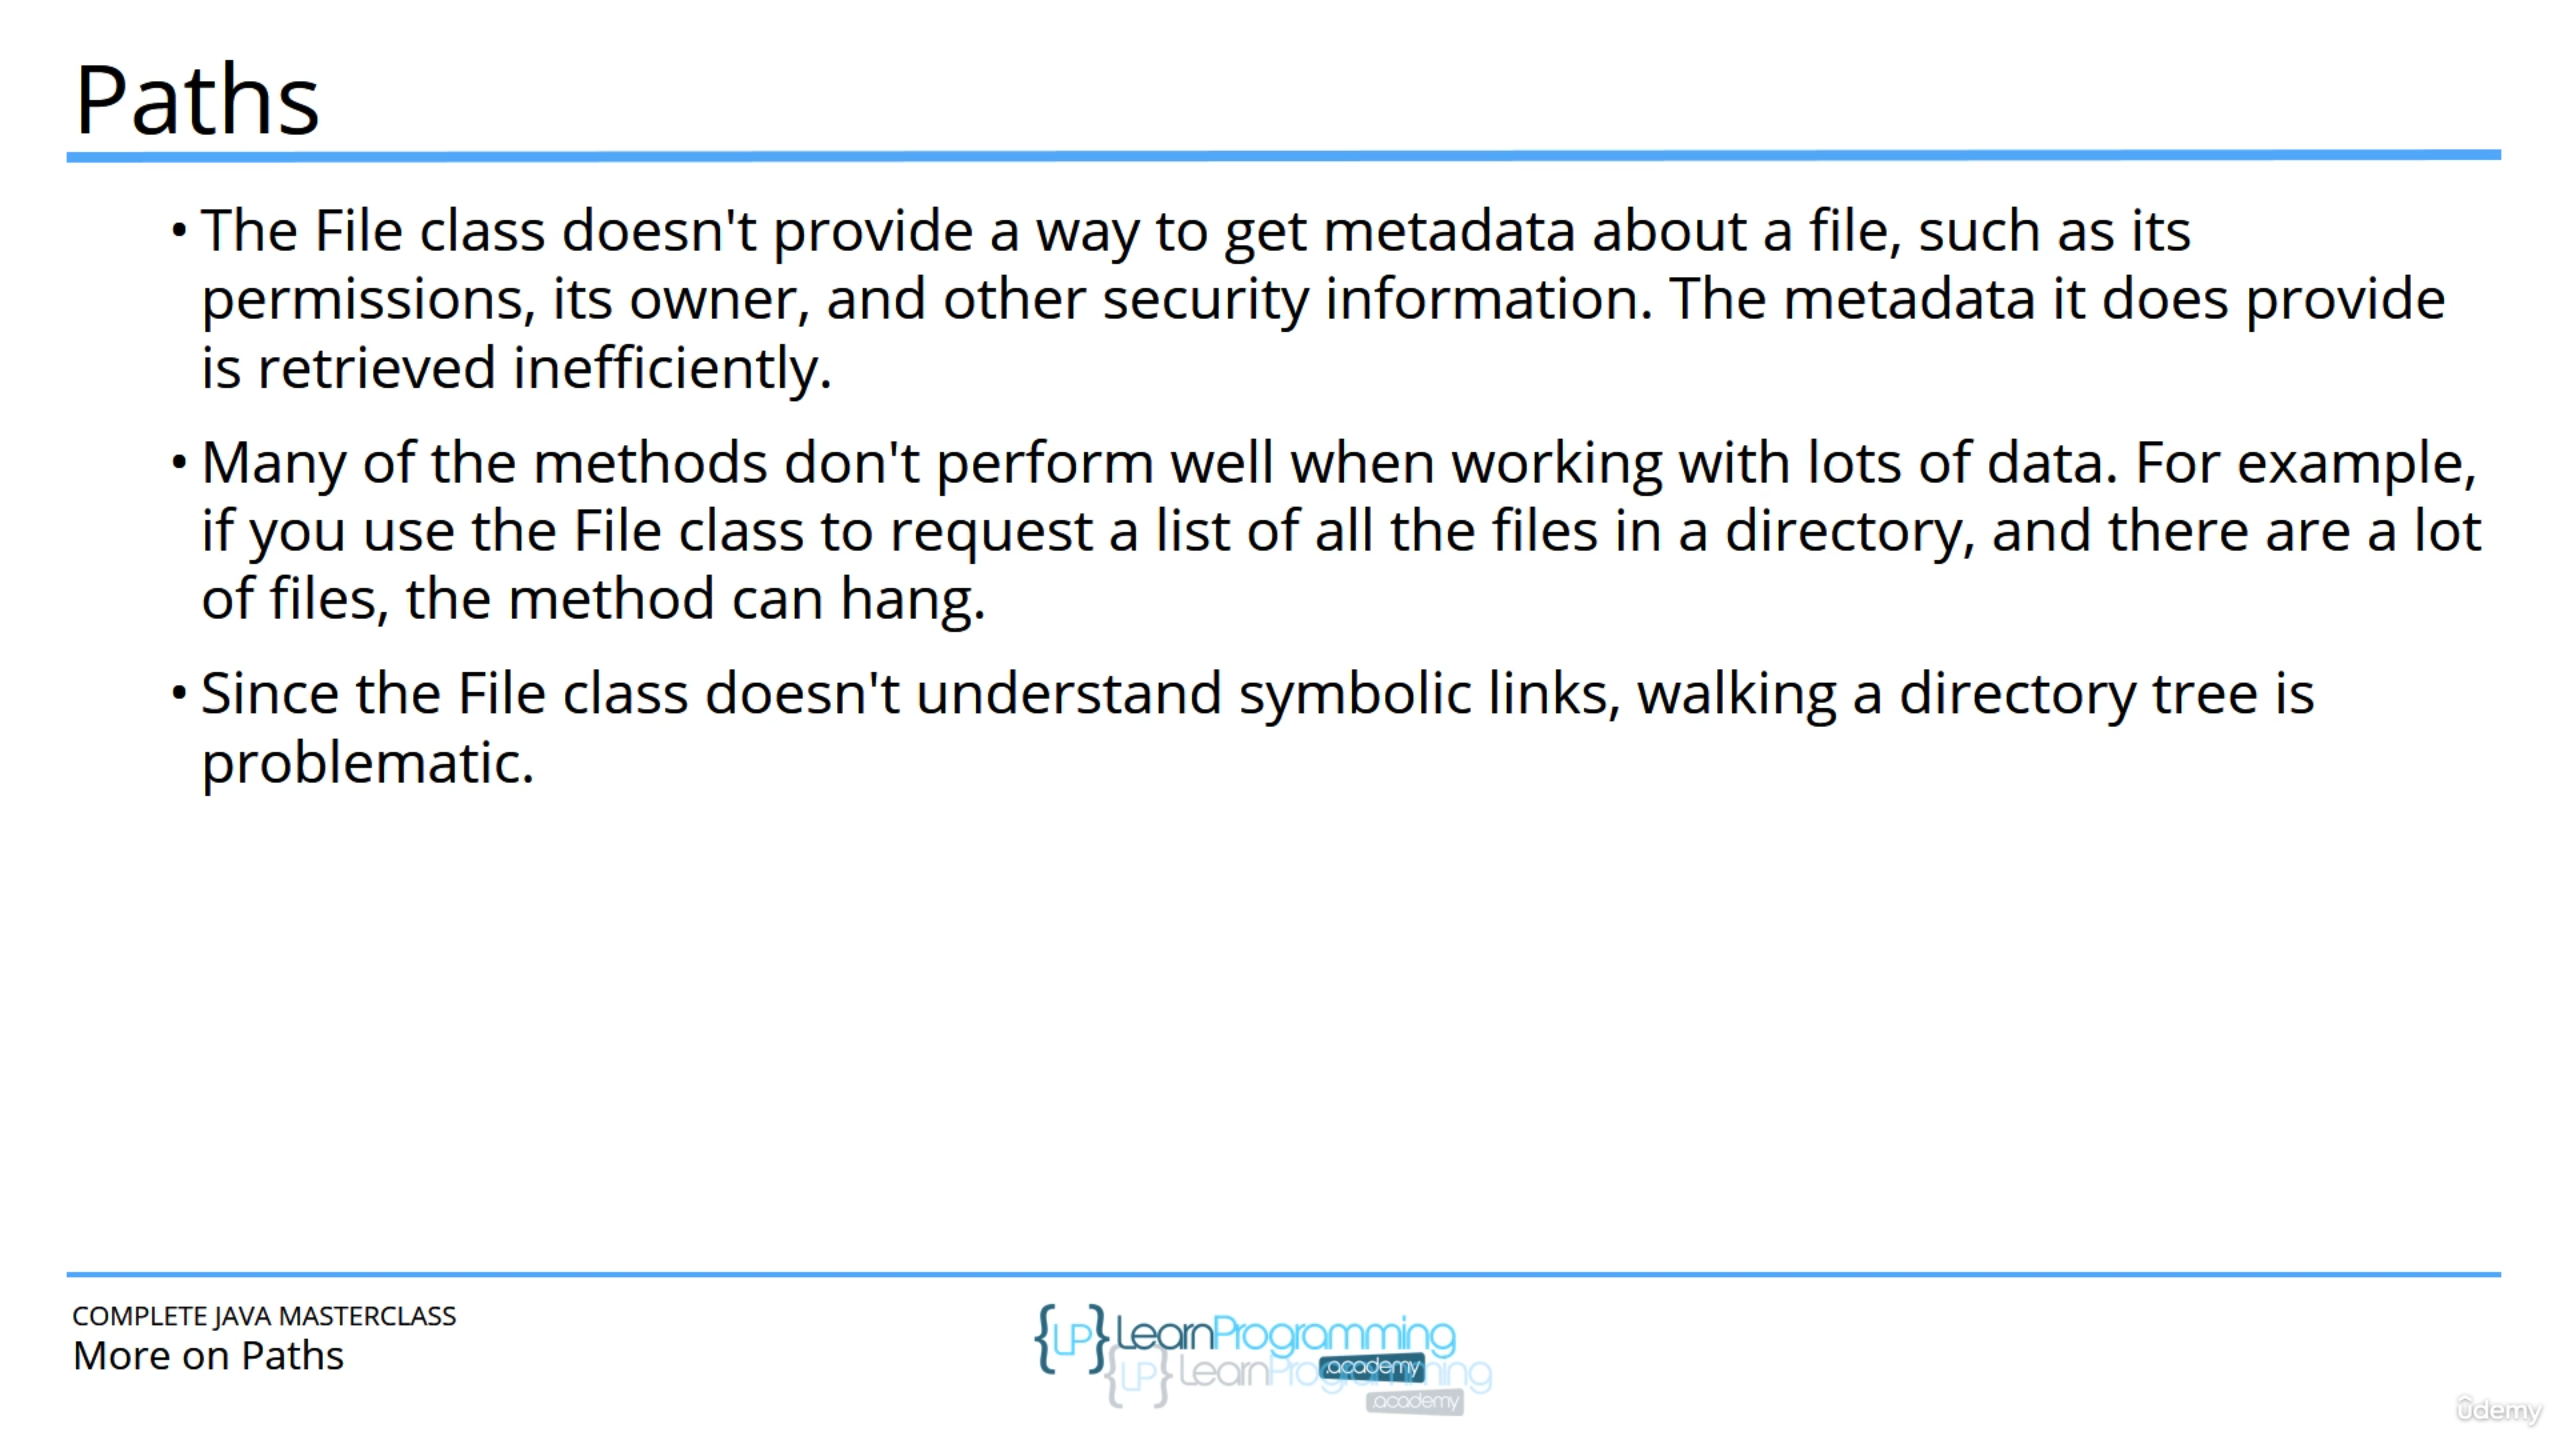 Paths
• The File class doesn't provide a way to get metadata about a file, such as its
permissions, its owner, and other security information. The metadata it does provide
is retrieved inefficiently.
• Many of the methods don't perform well when working with lots of data. For example,
if you use the File class to request a list of all the files in a directory, and there are a lot
of files, the method can hang.
• Since the File class doesn't understand symbolic links, walking a directory tree is
problematic.
COMPLETE JAVA MASTERCLASS
More on Paths
{LP} LearnProgramming
.academy
{LP} LearnProgramming
.academy
ûdemy